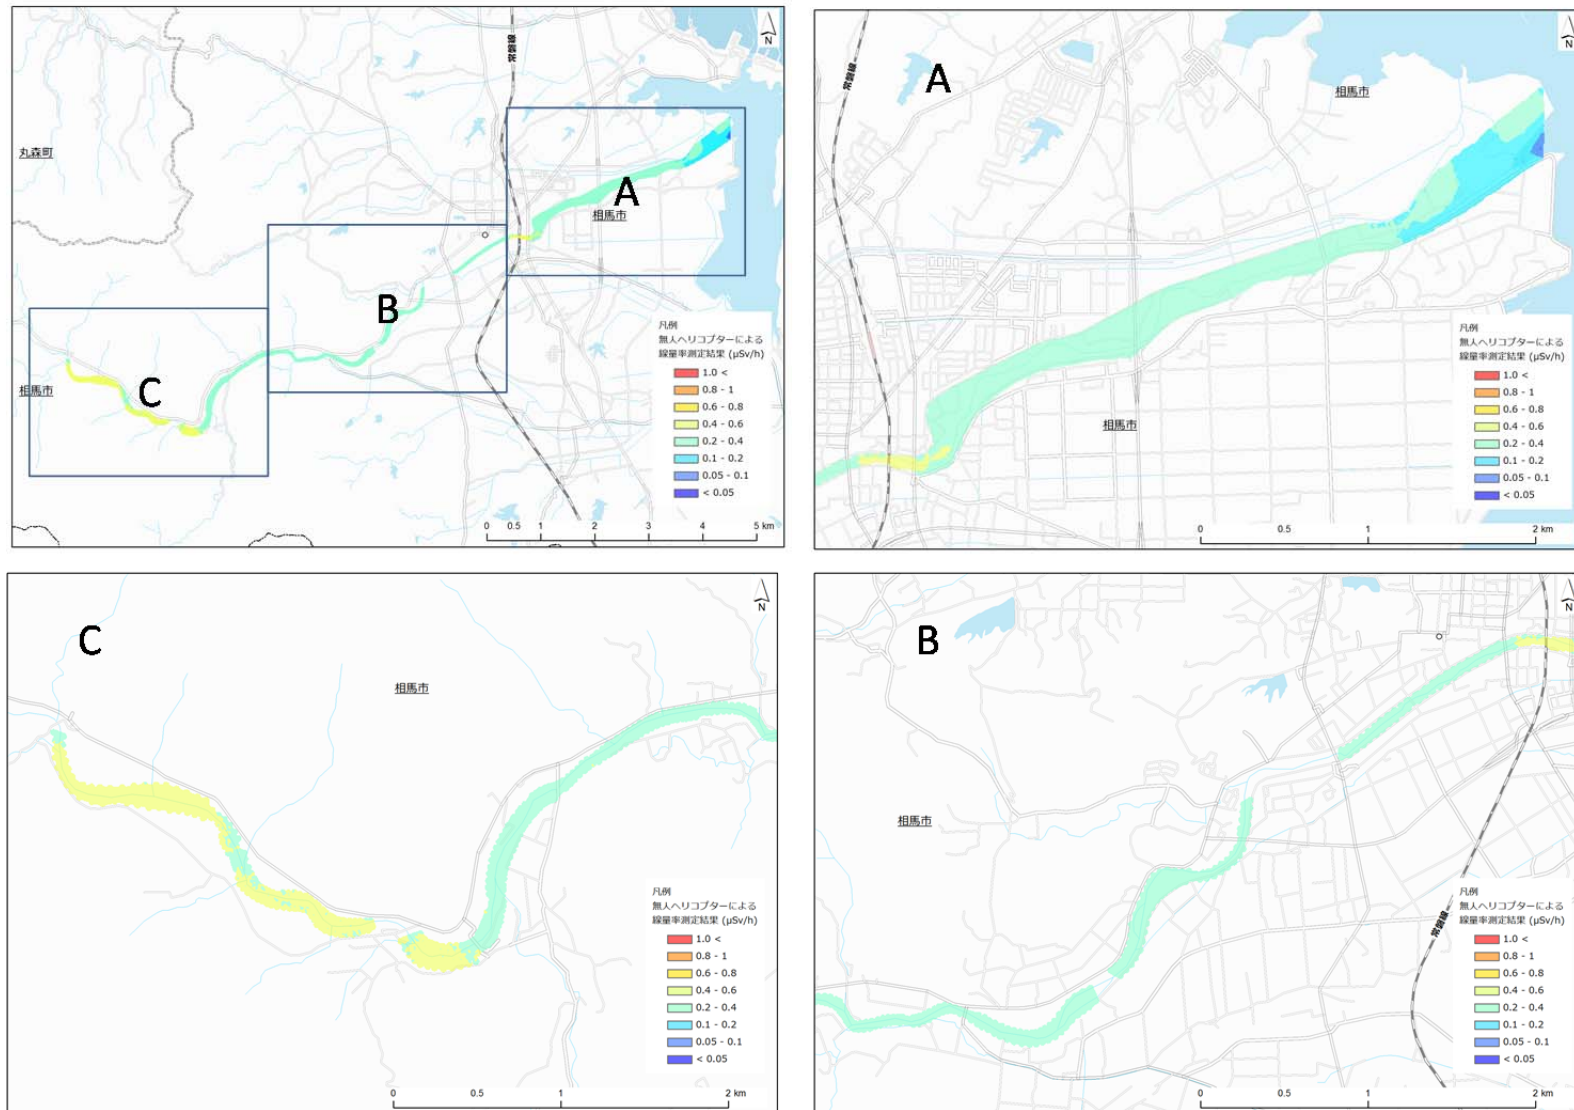 常磐線
N
丸森町
A
相馬市
B
C
相馬市
凡例
無人ヘリコプターによる
線量率測定結果 (μSv/h)
1.0 <
0.8 - 1
0.6 - 0.8
0.4 - 0.6
0.2 - 0.4
0.1 - 0.2
0.05 - 0.1
< 0.05
0 0.5 1 2 3 4 5 km
常磐線
A
N
相馬市
相馬市
凡例
無人ヘリコプターによる
線量率測定結果 (μSv/h)
1.0 <
0.8 - 1
0.6 - 0.8
0.4 - 0.6
0.2 - 0.4
0.1 - 0.2
0.05 - 0.1
< 0.05
0 0.5 1 2 km
C
N
相馬市
凡例
無人ヘリコプターによる
線量率測定結果 (μSv/h)
1.0 <
0.8 - 1
0.6 - 0.8
0.4 - 0.6
0.2 - 0.4
0.1 - 0.2
0.05 - 0.1
< 0.05
0 0.5 1 2 km
B
N
相馬市
常磐線
凡例
無人ヘリコプターによる
線量率測定結果 (μSv/h)
1.0 <
0.8 - 1
0.6 - 0.8
0.4 - 0.6
0.2 - 0.4
0.1 - 0.2
0.05 - 0.1
< 0.05
0 0.5 1 2 km